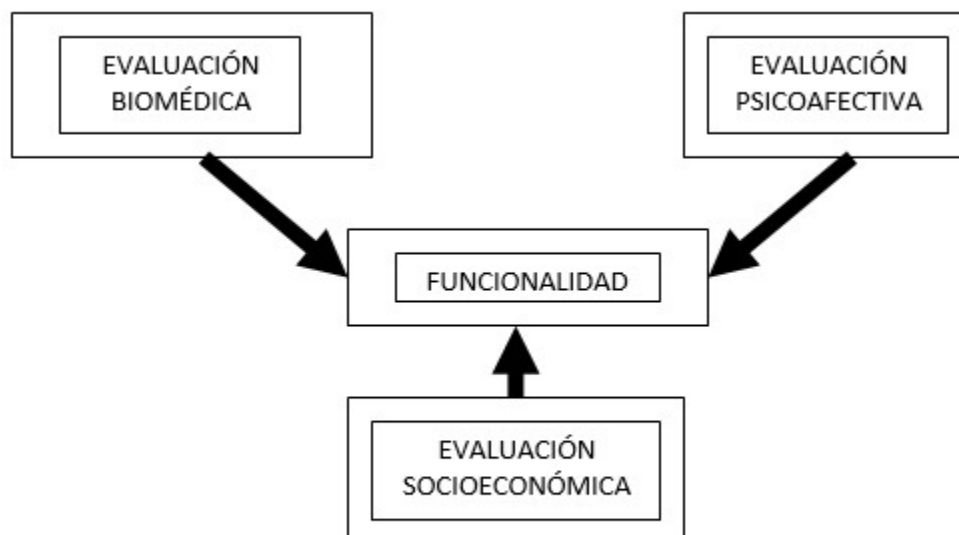 EVALUACIÓN
BIOMÉDICA
EVALUACIÓN
PSICOAFECTIVA
FUNCIONALIDAD
EVALUACIÓN
SOCIOECONÓMICA